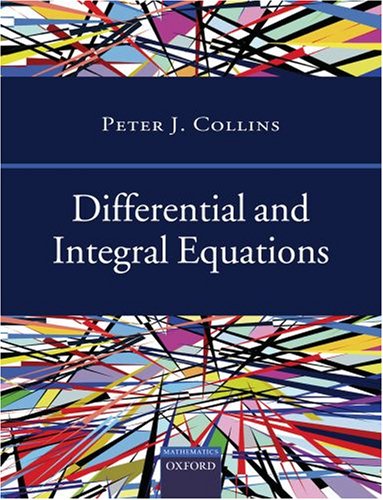 PETER J. COLLINS
Differential and
Integral Equations
MATHEMATICS
OXFORD